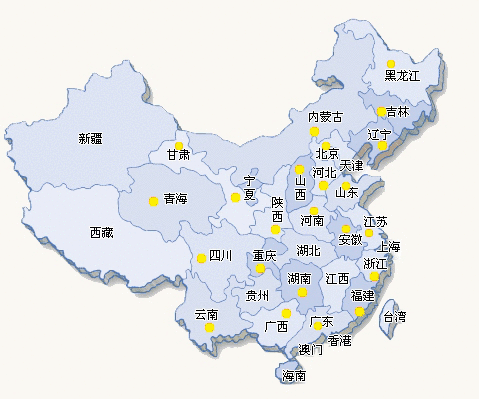 黑龙江
吉林
内蒙古
辽宁
新疆
北京
甘肃
天津
河北
宁夏
山西
山东
青海
陕西
河南
江苏
西藏
安徽
上海
四川
重庆
湖北
浙江
湖南
江西
贵州
福建
云南
台湾
广西
广东
香港
澳门
海南